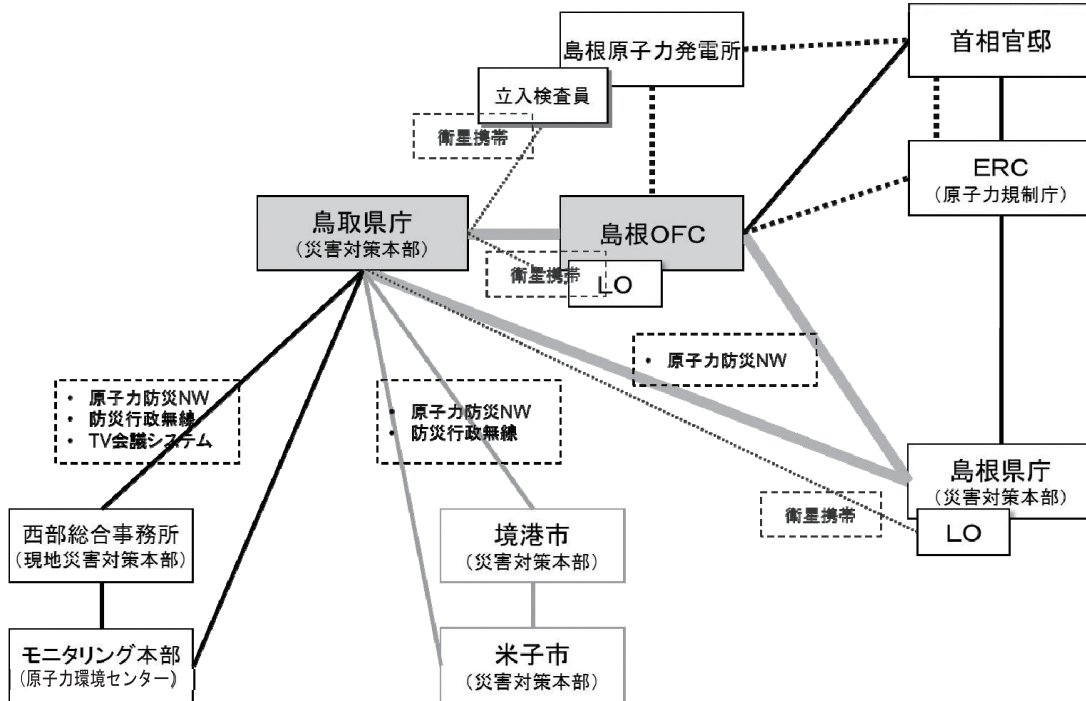 首相官邸
島根原子力発電所
立入検査員
衛星携帯
ERC
(原子力規制庁)
鳥取県庁
(災害対策本部)
島根OFC
衛星携帯
LO
・ 原子力防災NW
・ 原子力防災NW
・ 防災行政無線
・ TV会議システム
・ 原子力防災NW
・ 防災行政無線
島根県庁
(災害対策本部)
衛星携帯
LO
西部総合事務所
(現地災害対策本部)
境港市
(災害対策本部)
モニタリング本部
(原子力環境センター)
米子市
(災害対策本部)